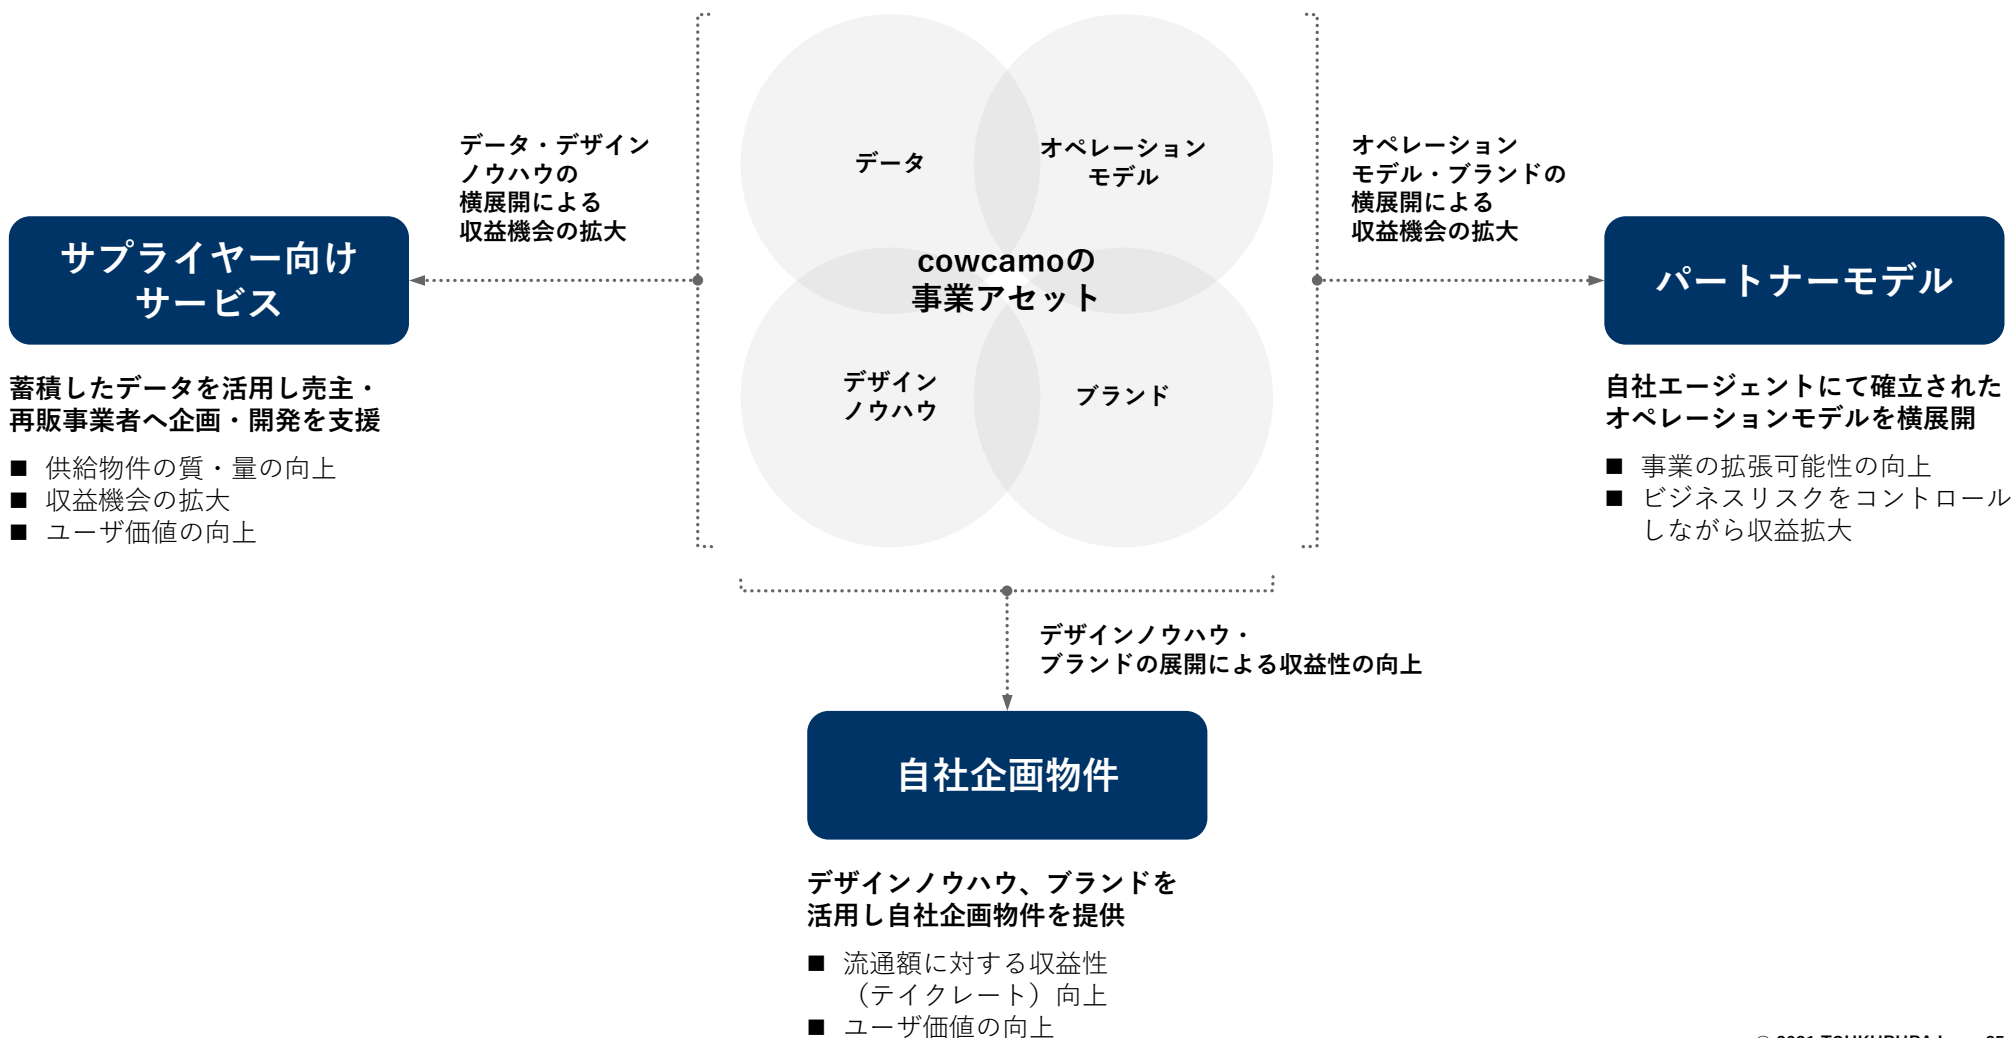 データ
オペレーション
モデル
cowcamoの
事業アセット
デザイン
ノウハウ
ブランド
データ・デザイン
ノウハウの
横展開による
収益機会の拡大
サプライヤー向け
サービス
蓄積したデータを活用し売主・
再販事業者へ企画・開発を支援
■ 供給物件の質・量の向上
■ 収益機会の拡大
■ ユーザ価値の向上
オペレーション
モデル・ブランドの
横展開による
収益機会の拡大
パートナーモデル
自社エージェントにて確立された
オペレーションモデルを横展開
■ 事業の拡張可能性の向上
■ ビジネスリスクをコントロール
しながら収益拡大
デザインノウハウ・
ブランドの展開による収益性の向上
自社企画物件
デザインノウハウ、ブランドを
活用し自社企画物件を提供
■ 流通額に対する収益性
（テイクレート）向上
■ ユーザ価値の向上